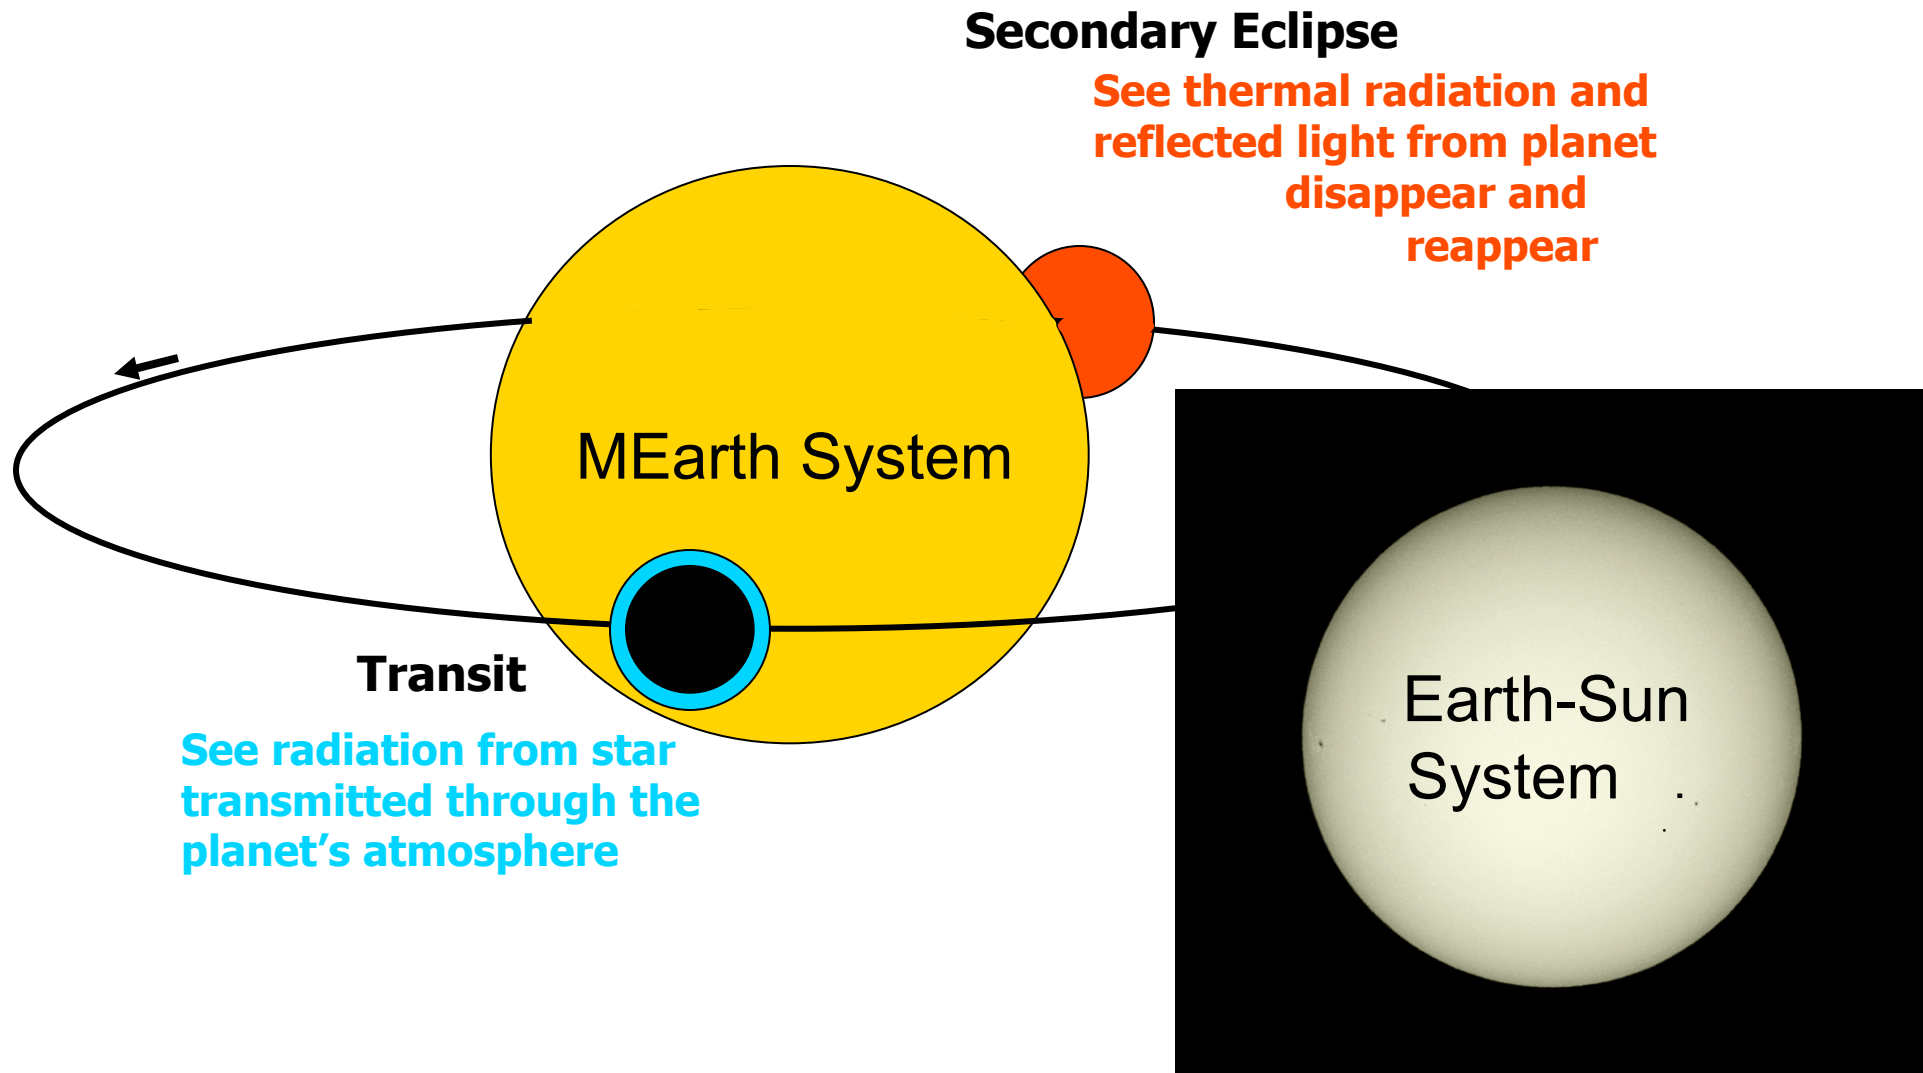 Secondary Eclipse
See thermal radiation and
reflected light from planet
disappear and
reappear
MEarth System
Transit
See radiation from star
transmitted through the
planet’s atmosphere
Earth-Sun
System